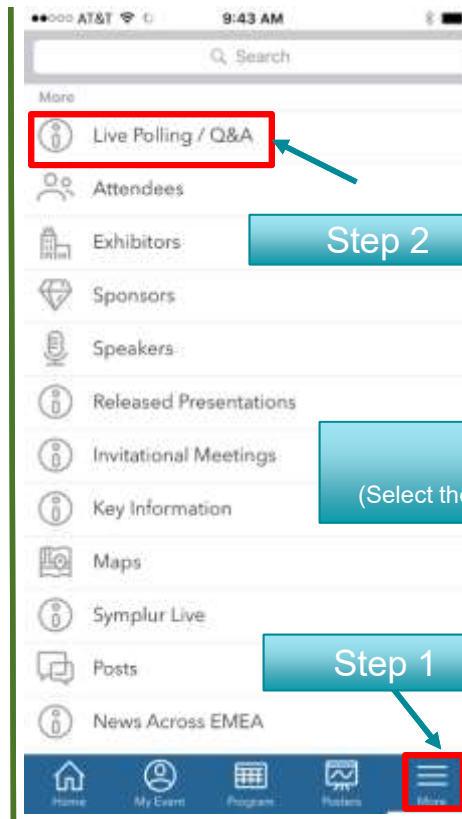 AT&T 9:43 AM
Search
More
Live Polling / Q&A
Attendees
Step 2
Exhibitors
Sponsors
Speakers
Released Presentations
Invitational Meetings
(Select the
Key Information
Maps
Symplur Live
Step 1
Posts
News Across EMEA
Home My Event Program Posters More